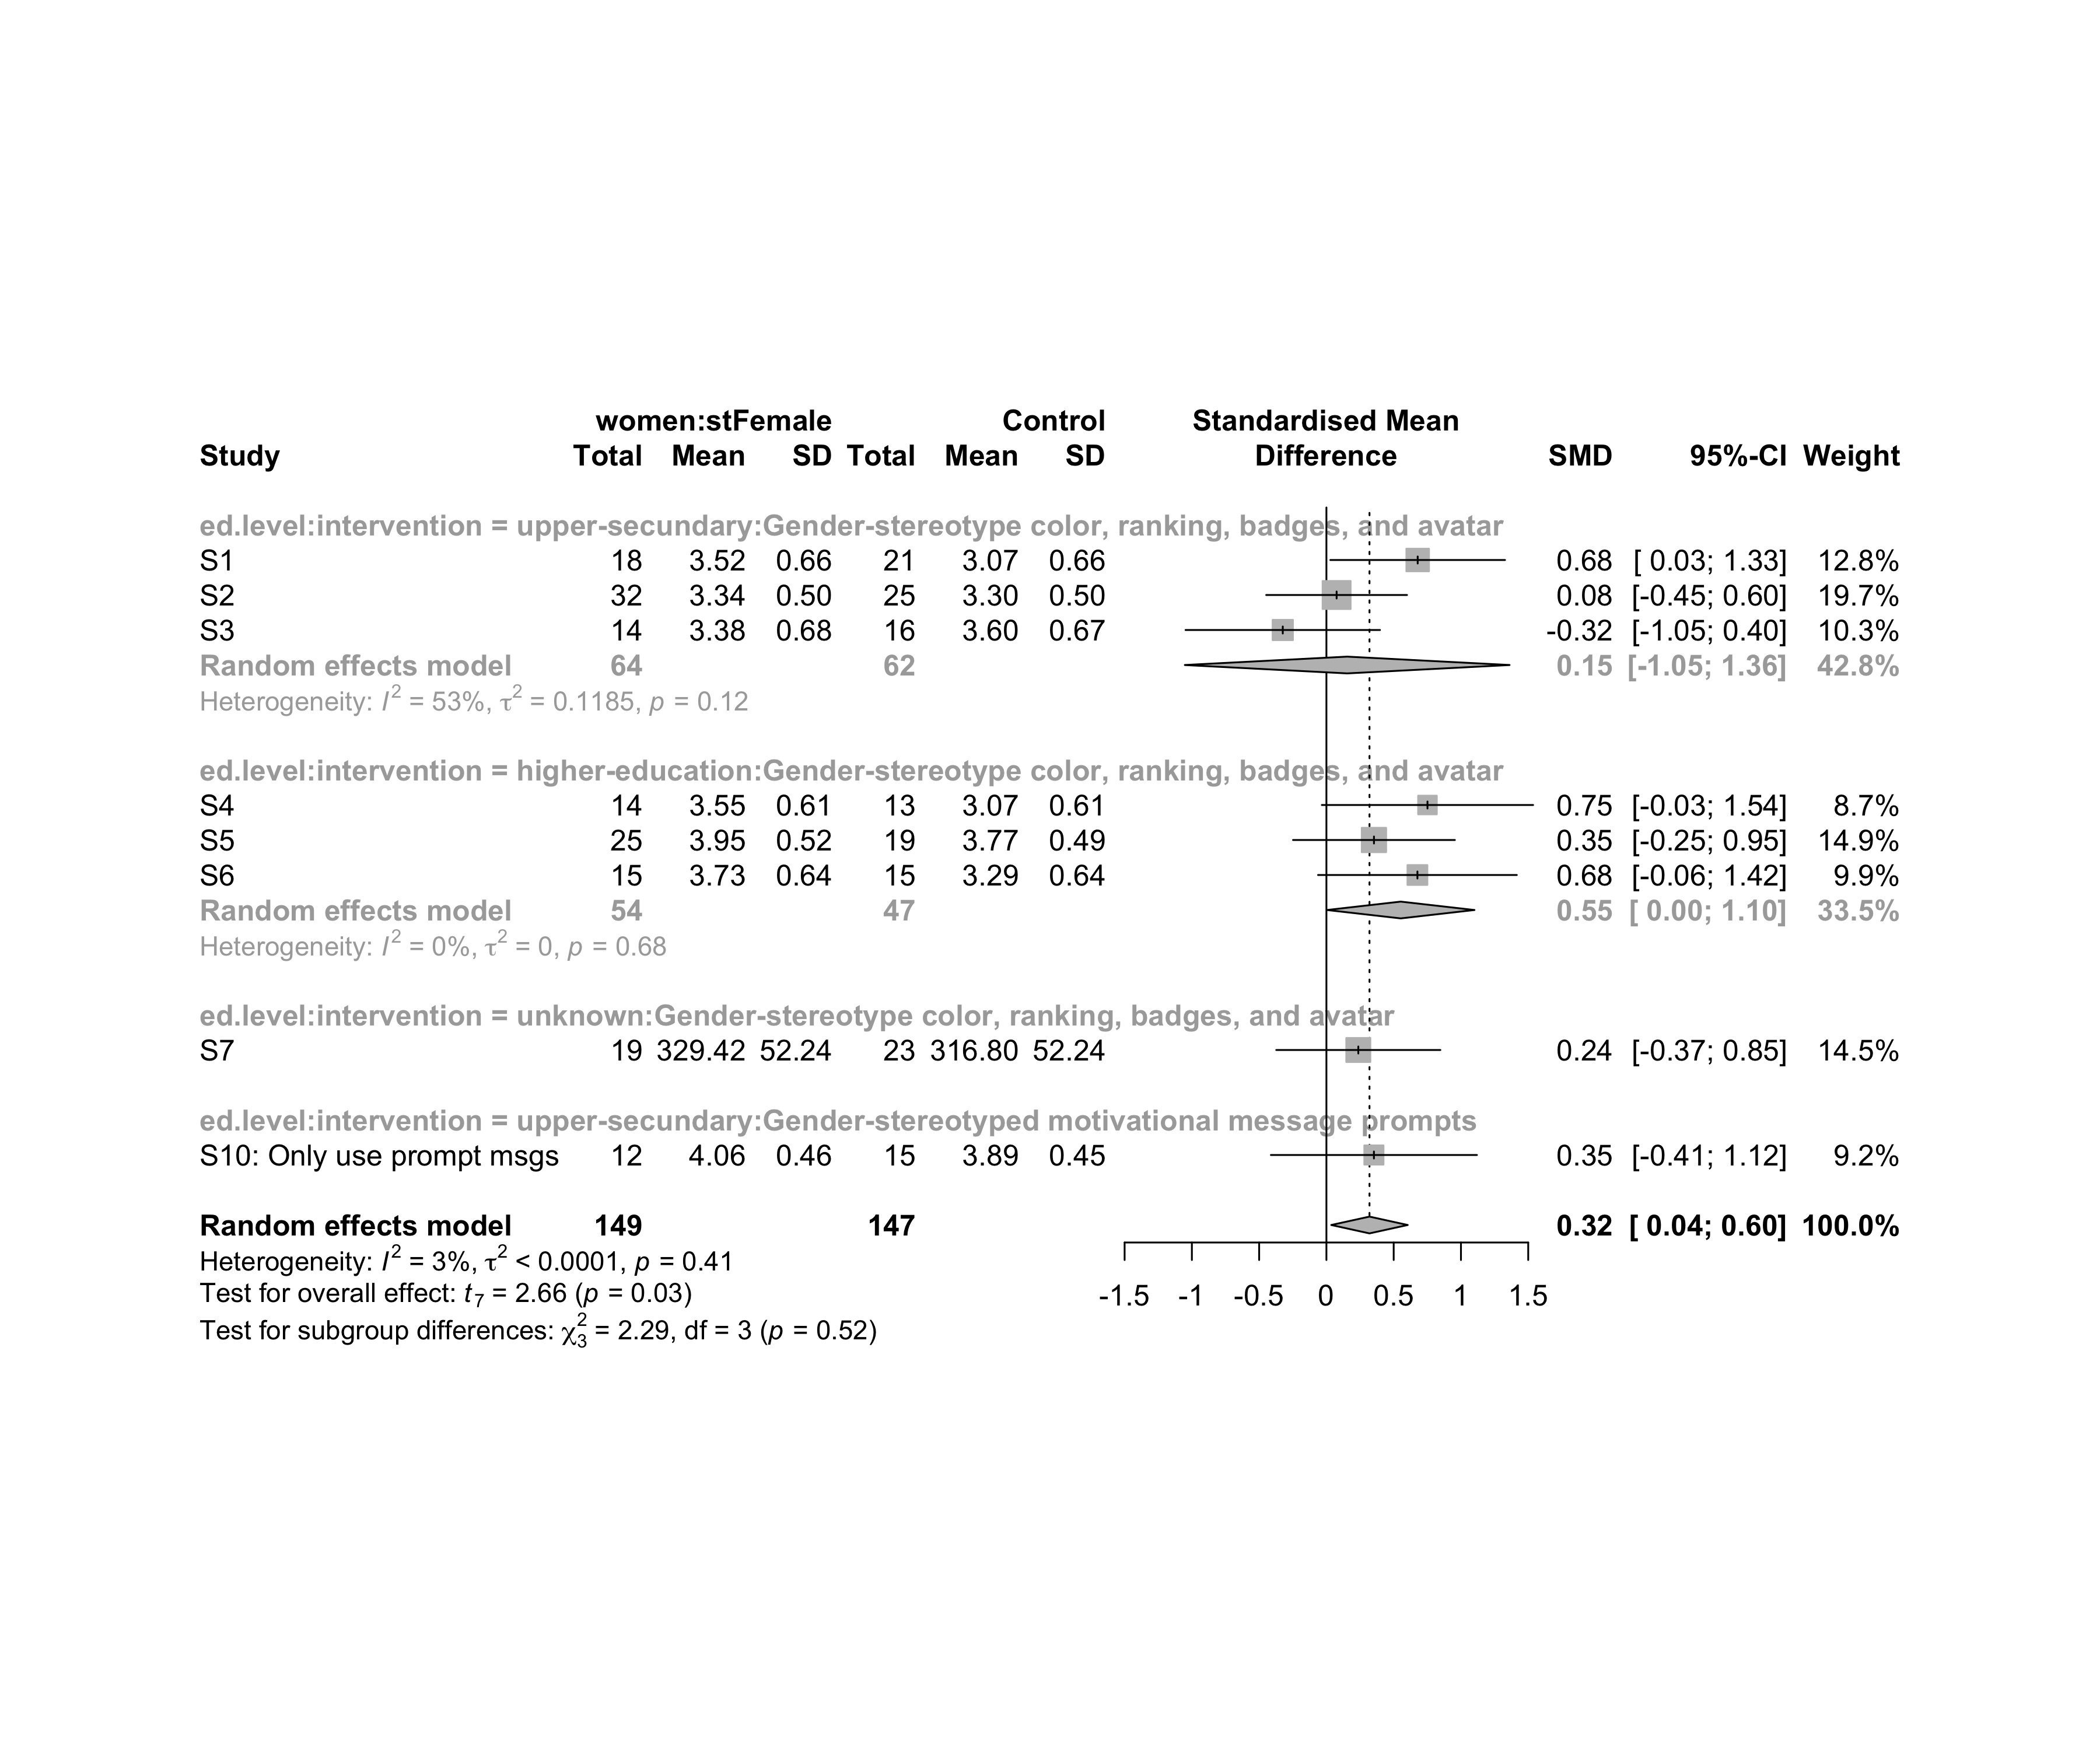 women:stFemale Control Standardised Mean
Study Total Mean SD Total Mean SD Difference SMD 95%-CI Weight
ed.level:intervention = upper-secundary:Gender-stereotype color, ranking, badges, and avatar
S1 18 3.52 0.66 21 3.07 0.66 0.68 [ 0.03; 1.33] 12.8%
S2 32 3.34 0.50 25 3.30 0.50 0.08 [-0.45; 0.60] 19.7%
S3 14 3.38 0.68 16 3.60 0.67 -0.32 [-1.05; 0.40] 10.3%
Random effects model 64 62 0.15 [-1.05; 1.36] 42.8%
Heterogeneity: I² = 53%, τ² = 0.1185, p = 0.12
ed.level:intervention = higher-education:Gender-stereotype color, ranking, badges, and avatar
S4 14 3.55 0.61 13 3.07 0.61 0.75 [-0.03; 1.54] 8.7%
S5 25 3.95 0.52 19 3.77 0.49 0.35 [-0.25; 0.95] 14.9%
S6 15 3.73 0.64 15 3.29 0.64 0.68 [-0.06; 1.42] 9.9%
Random effects model 54 47 0.55 [ 0.00; 1.10] 33.5%
Heterogeneity: I² = 0%, τ² = 0, p = 0.68
ed.level:intervention = unknown:Gender-stereotype color, ranking, badges, and avatar
S7 19 329.42 52.24 23 316.80 52.24 0.24 [-0.37; 0.85] 14.5%
ed.level:intervention = upper-secundary:Gender-stereotyped motivational message prompts
S10: Only use prompt msgs 12 4.06 0.46 15 3.89 0.45 0.35 [-0.41; 1.12] 9.2%
Random effects model 149 147 0.32 [ 0.04; 0.60] 100.0%
Heterogeneity: I² = 3%, τ² < 0.0001, p = 0.41
Test for overall effect: t₇ = 2.66 (p = 0.03)
-1.5 -1 -0.5 0 0.5 1 1.5
Test for subgroup differences: χ²₃ = 2.29, df = 3 (p = 0.52)